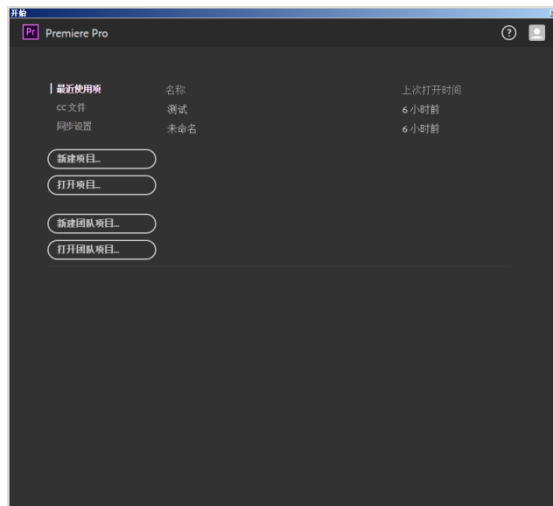 开始
Pr Premiere Pro ?
最近使用项 名称 上次打开时间
CC 文件 测试 6 小时前
同步设置 未命名 6 小时前
新建项目...
打开项目...
新建团队项目...
打开团队项目...